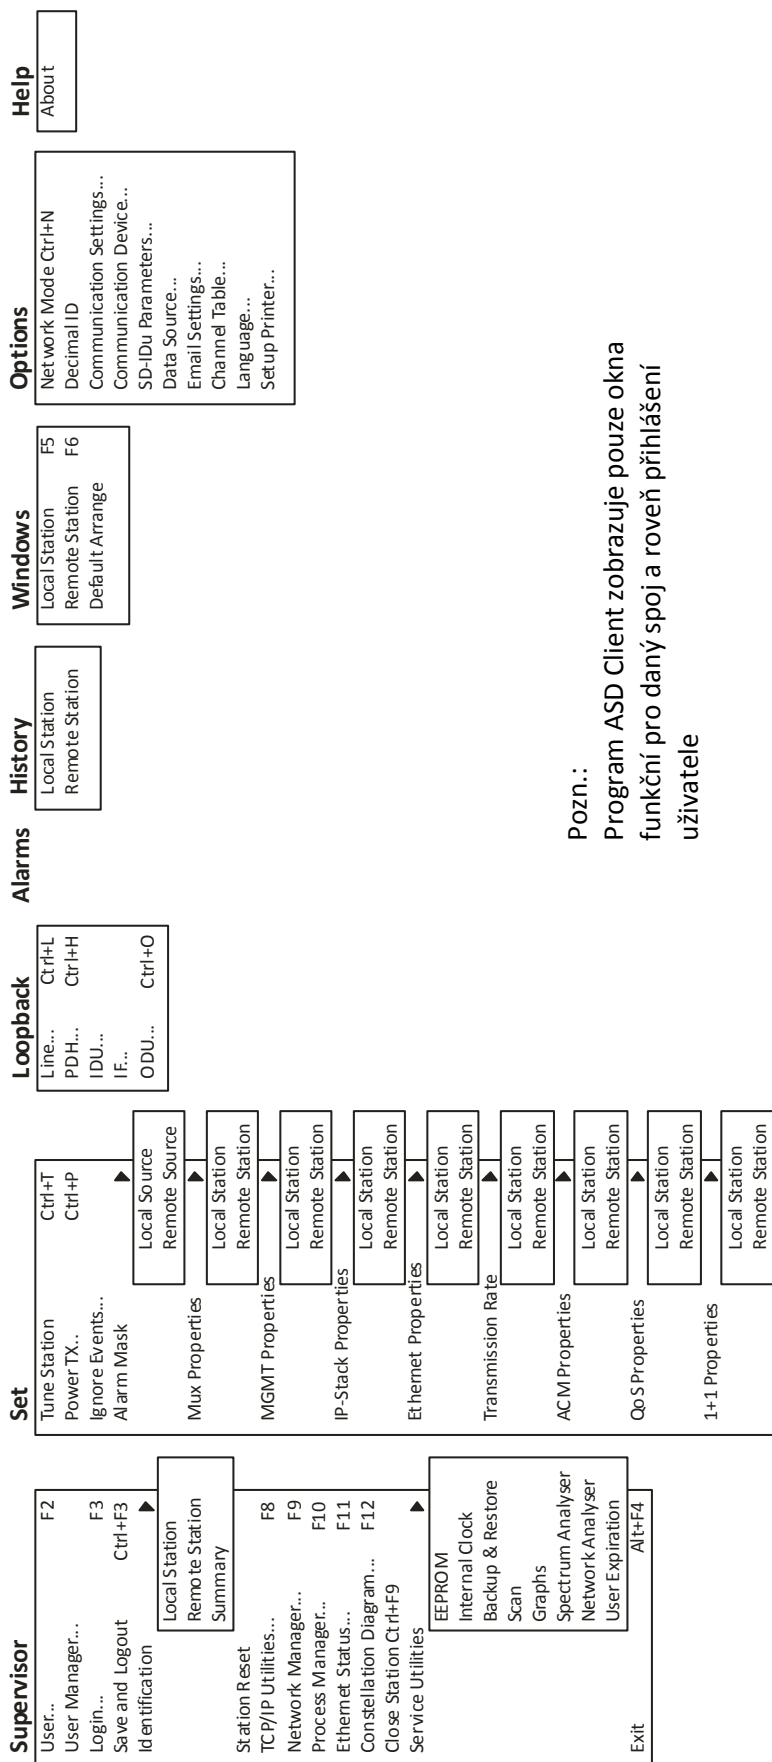 Supervisor
User... F2
User Manager...
Login... F3
Save and Logout Ctrl+F3
Identification
Local Station
Remote Station
Summary
Station Reset
TCP/IP Utilities... F8
Network Manager... F9
Process Manager... F10
Ethernet Status... F11
Constellation Diagram... F12
Close Station Ctrl+F9
Service Utilities
EEPROM
Internal Clock
Backup & Restore
Scan
Graphs
Spectrum Analyser
Network Analyser
User Expiration
Exit Alt+F4
Set
Tune Station Ctrl+T
Power TX.. Ctrl+P
Ignore Events...
Alarm Mask
Local Source
Remote Source
Mux Properties
Local Station
Remote Station
MGMT Properties
Local Station
Remote Station
IP-Stack Properties
Local Station
Remote Station
Ethernet Properties
Local Station
Remote Station
Transmission Rate
Local Station
Remote Station
ACM Properties
Local Station
Remote Station
QoS Properties
Local Station
Remote Station
1+1 Properties
Local Station
Remote Station
Loopback
Line... Ctrl+L
PDH... Ctrl+H
IDU...
IF...
ODU... Ctrl+O
Alarms
History
Local Station
Remote Station
Windows
Local Station F5
Remote Station F6
Default Arrange
Options
Network Mode Ctrl+N
Decimal ID
Communication Settings...
Communication Device...
SD-IDu Parameters...
Data Source...
Email Settings...
Channel Table...
Language...
Setup Printer...
Help
About
Pozn.:
Program ASD Client zobrazuje pouze okna
funkční pro daný spoj a roveň přihlášení
uživatele